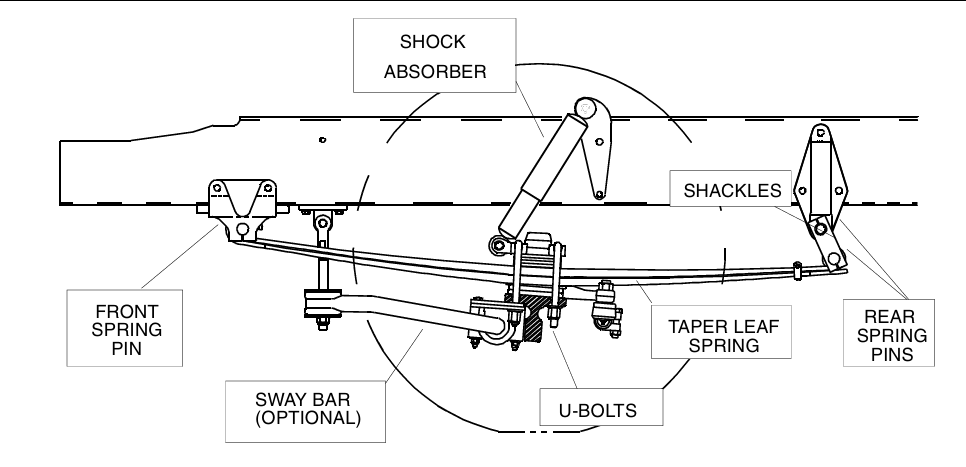 SHOCK
ABSORBER
SHACKLES
FRONT
SPRING
PIN
TAPER LEAF
SPRING
REAR
SPRING
PINS
SWAY BAR
(OPTIONAL)
U-BOLTS